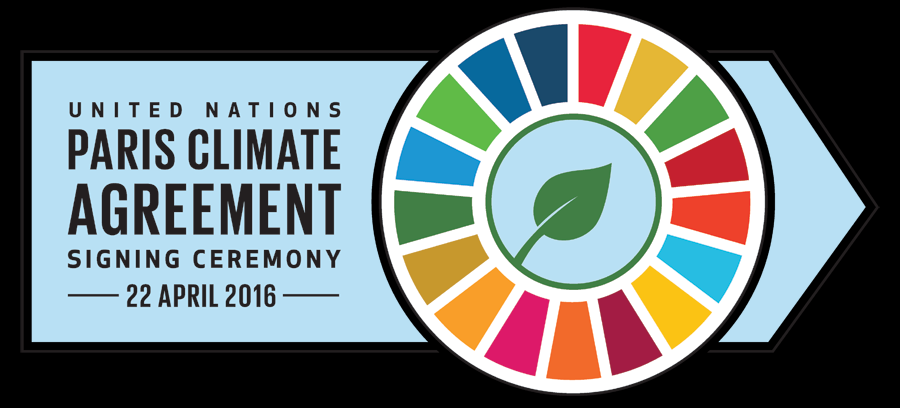 UNITED NATIONS
PARIS CLIMATE
AGREEMENT
SIGNING CEREMONY
22 APRIL 2016